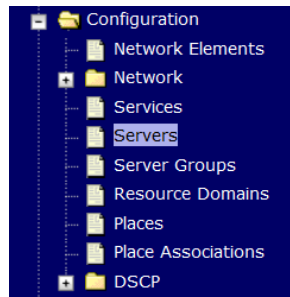 Configuration
Network Elements
Network
Services
Servers
Server Groups
Resource Domains
Places
Place Associations
DSCP